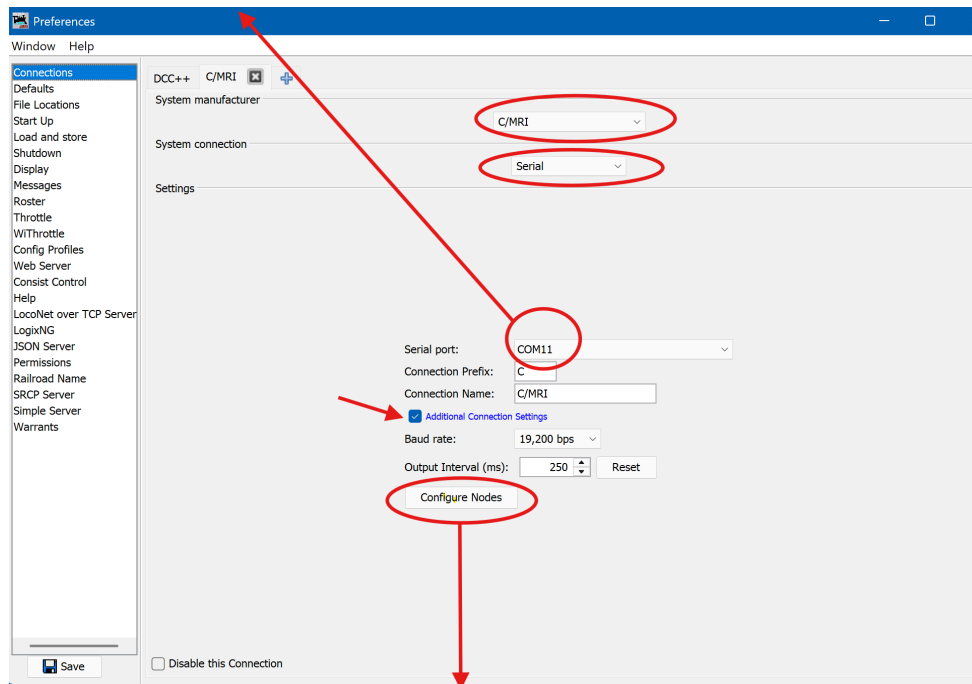 Preferences
Window Help
Connections
Defaults
File Locations
Start Up
Load and store
Shutdown
Display
Messages
Roster
Throttle
WiThrottle
Config Profiles
Web Server
Consist Control
Help
LocoNet over TCP Server
LogixNG
JSON Server
Permissions
Railroad Name
SRCP Server
Simple Server
Warrants
Save
DCC++ C/MRI
System manufacturer
C/MRI
System connection
Serial
Settings
Serial port: COM11
Connection Prefix: C
Connection Name: C/MRI
Additional Connection Settings
Baud rate: 19,200 bps
Output Interval (ms): 250 Reset
Configure Nodes
Disable this Connection